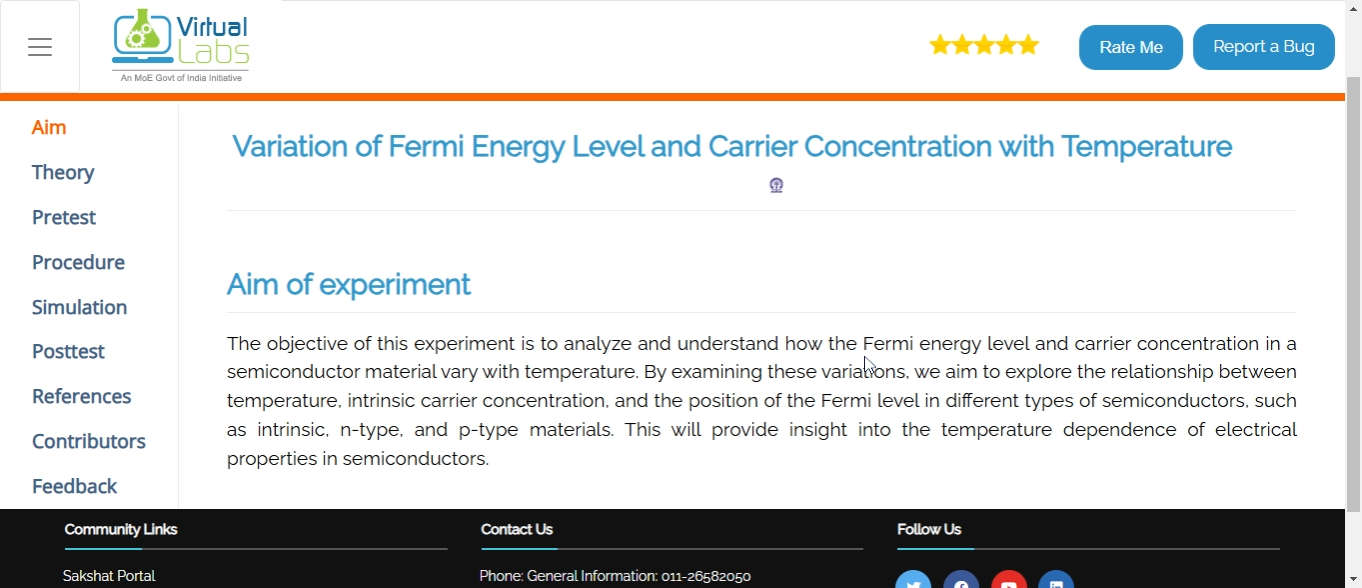 Virtual
Labs
An MoE Govt of India Initiative
Rate Me
Report a Bug
Aim
Theory
Pretest
Procedure
Simulation
Posttest
References
Contributors
Feedback
Variation of Fermi Energy Level and Carrier Concentration with Temperature
Aim of experiment
The objective of this experiment is to analyze and understand how the Fermi energy level and carrier concentration in a
semiconductor material vary with temperature. By examining these variations, we aim to explore the relationship between
temperature, intrinsic carrier concentration, and the position of the Fermi level in different types of semiconductors, such
as intrinsic, n-type, and p-type materials. This will provide insight into the temperature dependence of electrical
properties in semiconductors.
Community Links
Sakshat Portal
Contact Us
Phone: General Information: 011-26582050
Follow Us